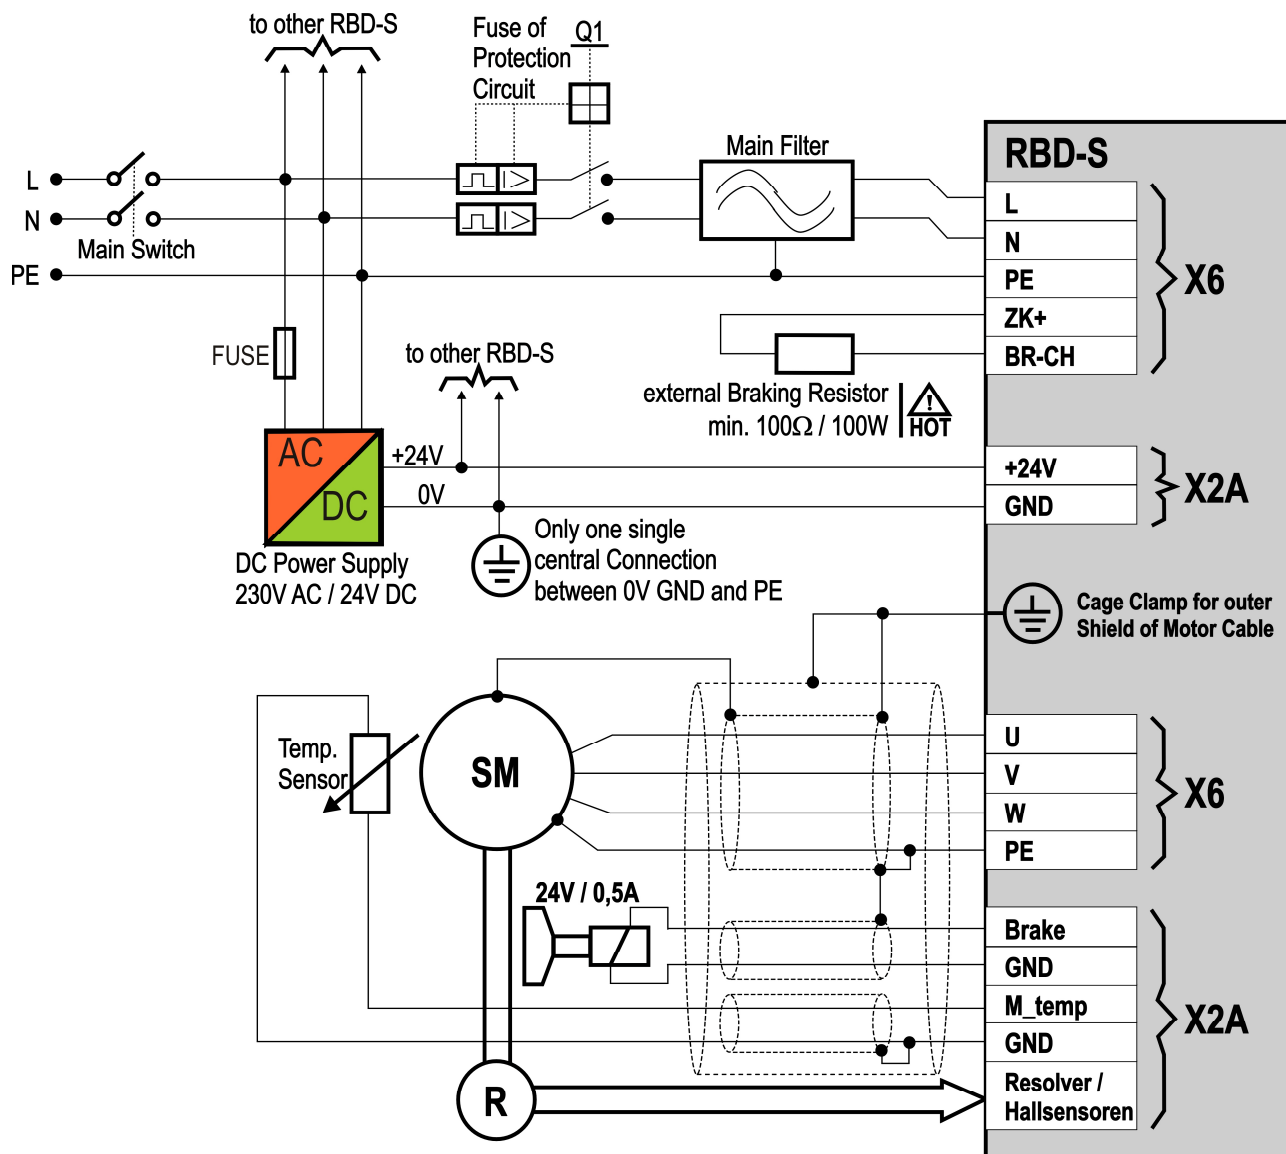 to other RBD-S
Fuse of
Protection
Circuit
Q1
Main Filter
RBD-S
L
N
Main Switch
PE
L
N
PE
ZK+
BR-CH
X6
FUSE
to other RBD-S
external Braking Resistor
min. 100Ω / 100W
!
HOT
AC
DC
+24V
0V
+24V
GND
X2A
DC Power Supply
230V AC / 24V DC
Only one single
central Connection
between 0V GND and PE
Cage Clamp for outer
Shield of Motor Cable
Temp.
Sensor
SM
U
V
W
PE
X6
24V / 0,5A
Brake
GND
M_temp
GND
Resolver /
Hallsensoren
X2A
R